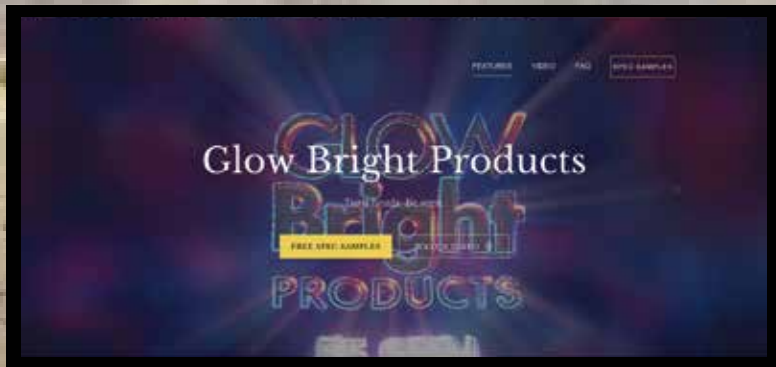 FEATURES VIDEO FAQ SPEC SAMPLES
GLOW
Glow Bright Products
Bright
FREE SPEC SAMPLES
PRODUCTS